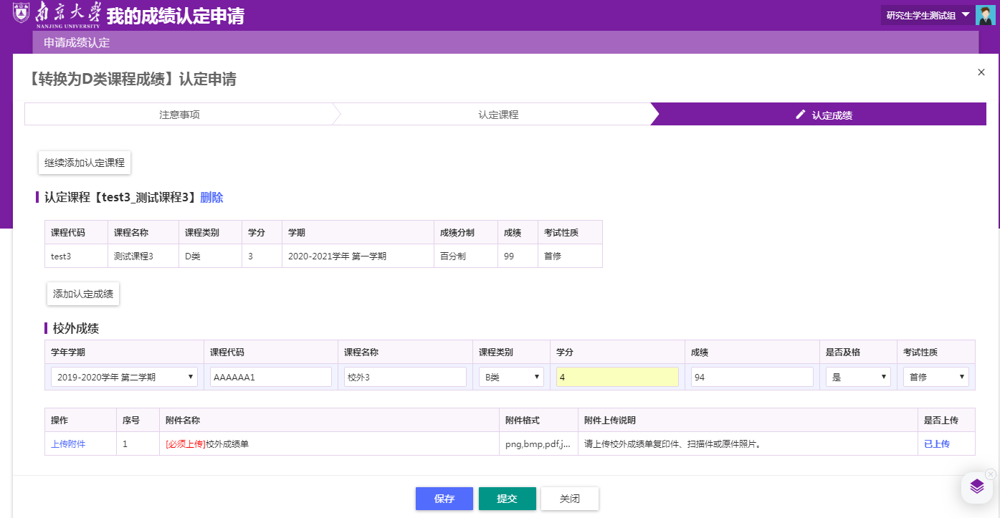 南京大学 我的成绩认定申请 研究生学生测试组
NANJING UNIVERSITY
申请成绩认定
【转换为D类课程成绩】认定申请 ×
注意事项 认定课程 认定成绩
继续添加认定课程
认定课程【test3_测试课程3】删除
课程代码 课程名称 课程类别 学分 学期 成绩分制 成绩 考试性质
test3 测试课程3 D类 3 2020-2021学年 第一学期 百分制 99 首修
添加认定成绩
校外成绩
学年学期 课程代码 课程名称 课程类别 学分 成绩 是否及格 考试性质
2019-2020学年 第二学期 AAAAAA1 校外3 B类 4 94 是 首修
操作 序号 附件名称 附件格式 附件上传说明 是否上传
上传附件 1 [必须上传]校外成绩单 png,bmp,pdf,j... 请上传校外成绩单复印件、扫描件或原件照片。 已上传
保存 提交 关闭